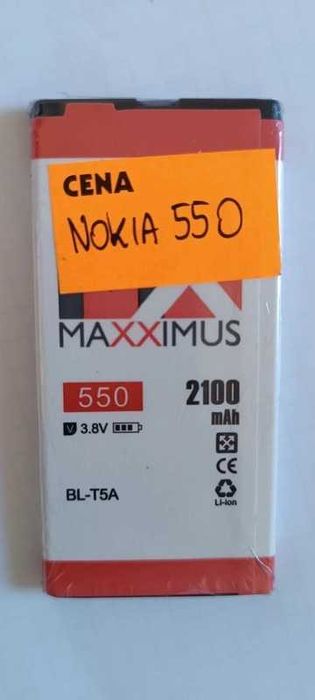 CENA
NOKIA 550
MAXXIMUS
550
2100
mAh
V 3.8V
CE
BL-T5A
Li-ion